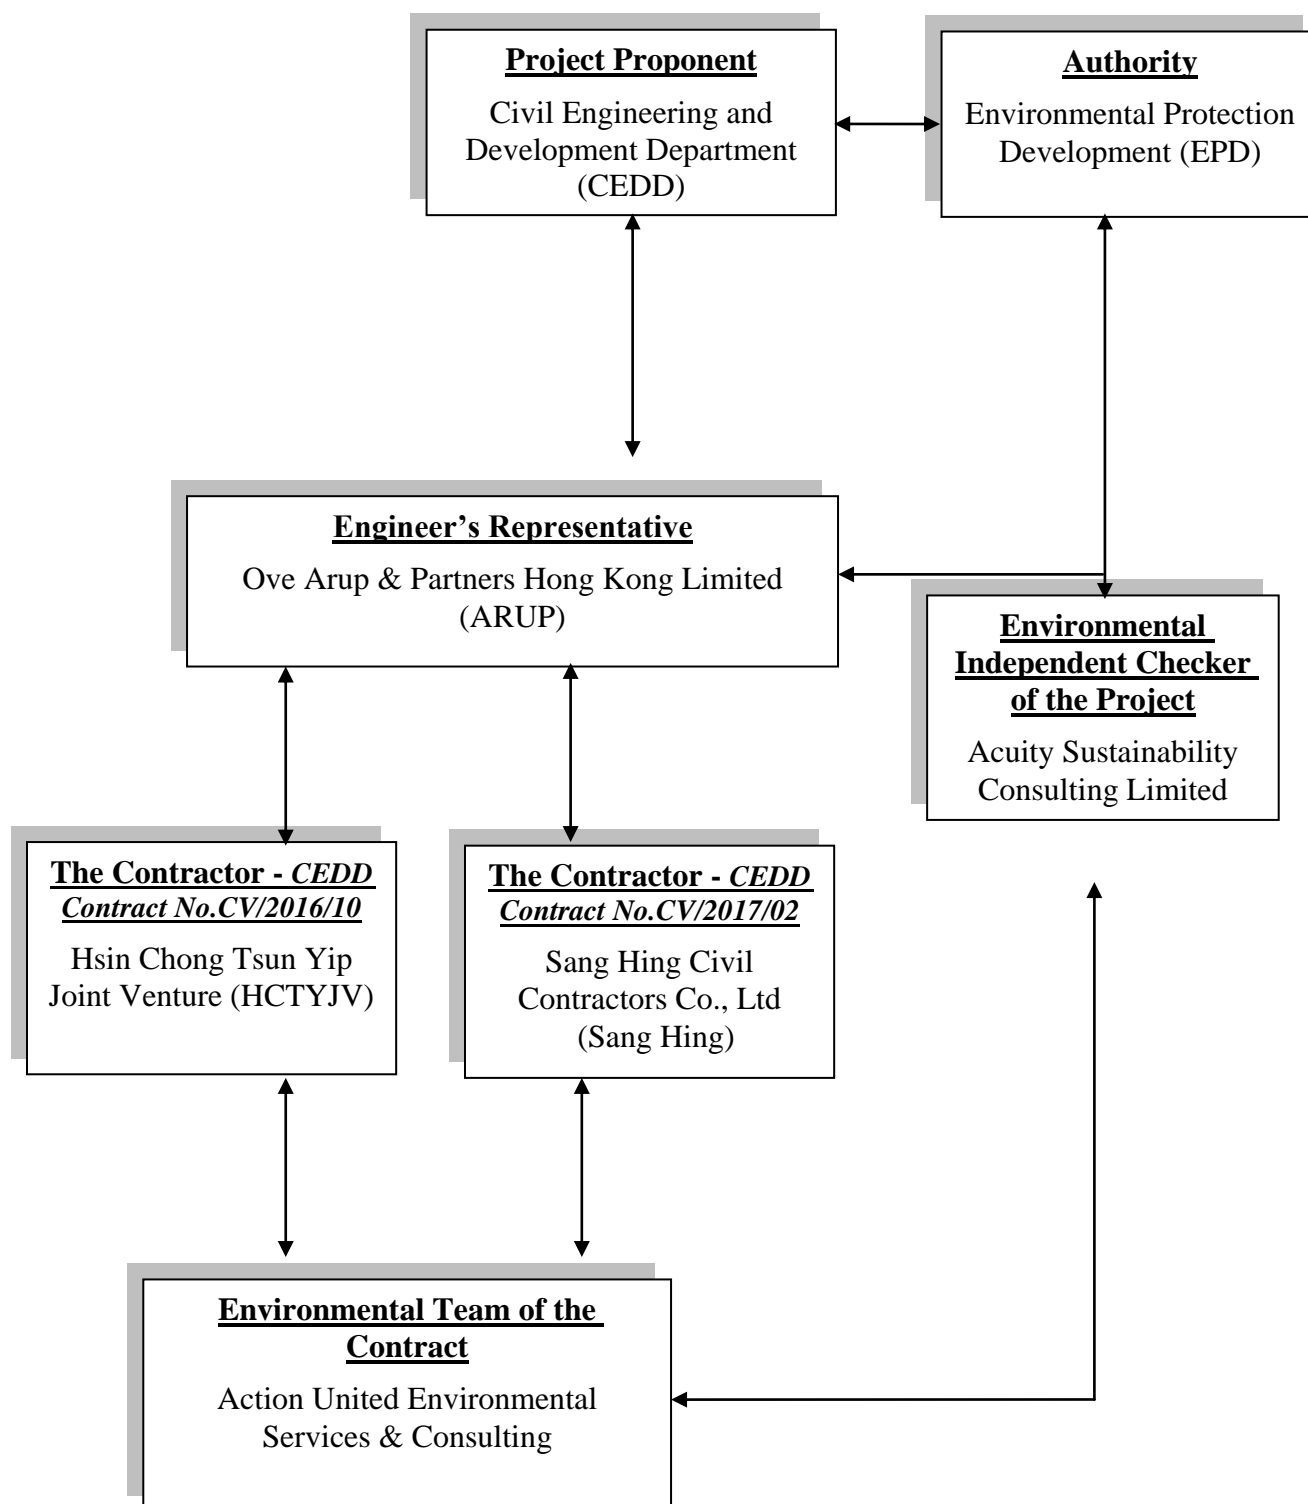 Project Proponent
Civil Engineering and
Development Department
(CEDD)
Authority
Environmental Protection
Development (EPD)
Engineer’s Representative
Ove Arup & Partners Hong Kong Limited
(ARUP)
Environmental
Independent Checker
of the Project
Acuity Sustainability
Consulting Limited
The Contractor - CEDD
Contract No.CV/2016/10
Hsin Chong Tsun Yip
Joint Venture (HCTYJV)
The Contractor - CEDD
Contract No.CV/2017/02
Sang Hing Civil
Contractors Co., Ltd
(Sang Hing)
Environmental Team of the
Contract
Action United Environmental
Services & Consulting